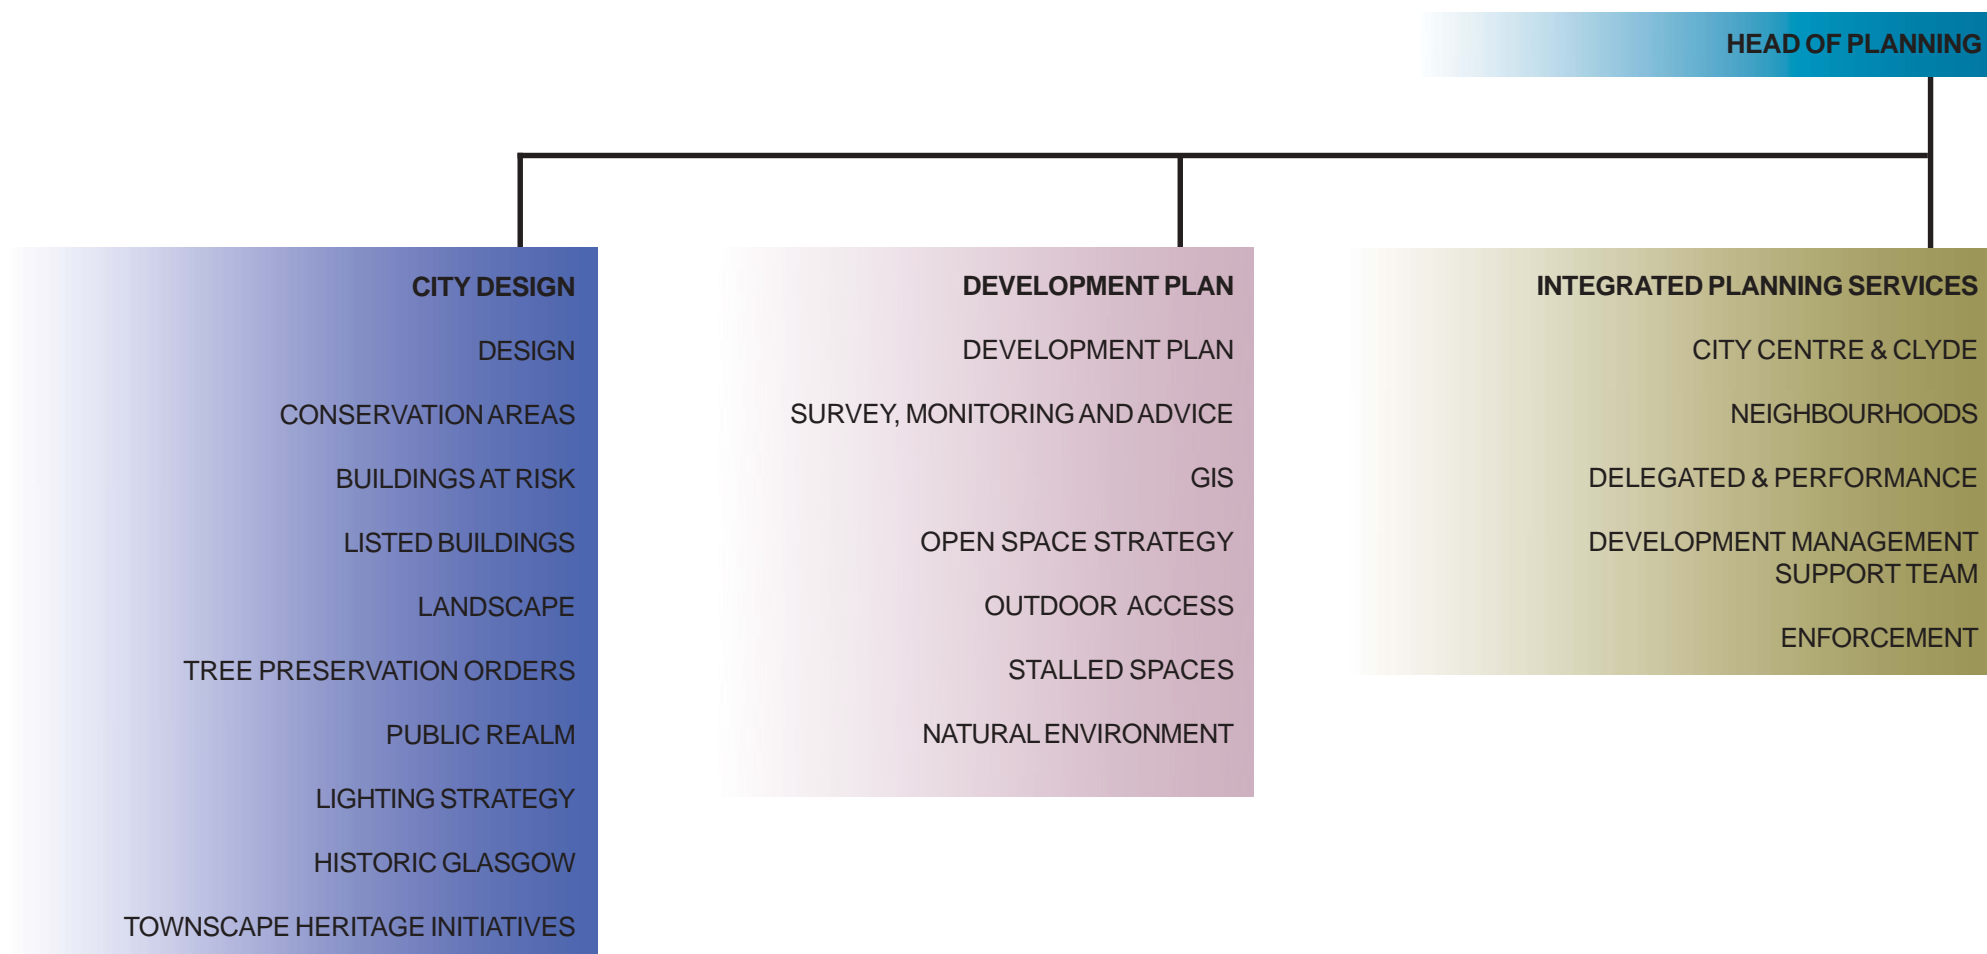 HEAD OF PLANNING
CITY DESIGN
DESIGN
CONSERVATION AREAS
BUILDINGS AT RISK
LISTED BUILDINGS
LANDSCAPE
TREE PRESERVATION ORDERS
PUBLIC REALM
LIGHTING STRATEGY
HISTORIC GLASGOW
TOWNSCAPE HERITAGE INITIATIVES
DEVELOPMENT PLAN
DEVELOPMENT PLAN
SURVEY, MONITORING AND ADVICE
GIS
OPEN SPACE STRATEGY
OUTDOOR ACCESS
STALLED SPACES
NATURAL ENVIRONMENT
INTEGRATED PLANNING SERVICES
CITY CENTRE & CLYDE
NEIGHBOURHOODS
DELEGATED & PERFORMANCE
DEVELOPMENT MANAGEMENT
SUPPORT TEAM
ENFORCEMENT